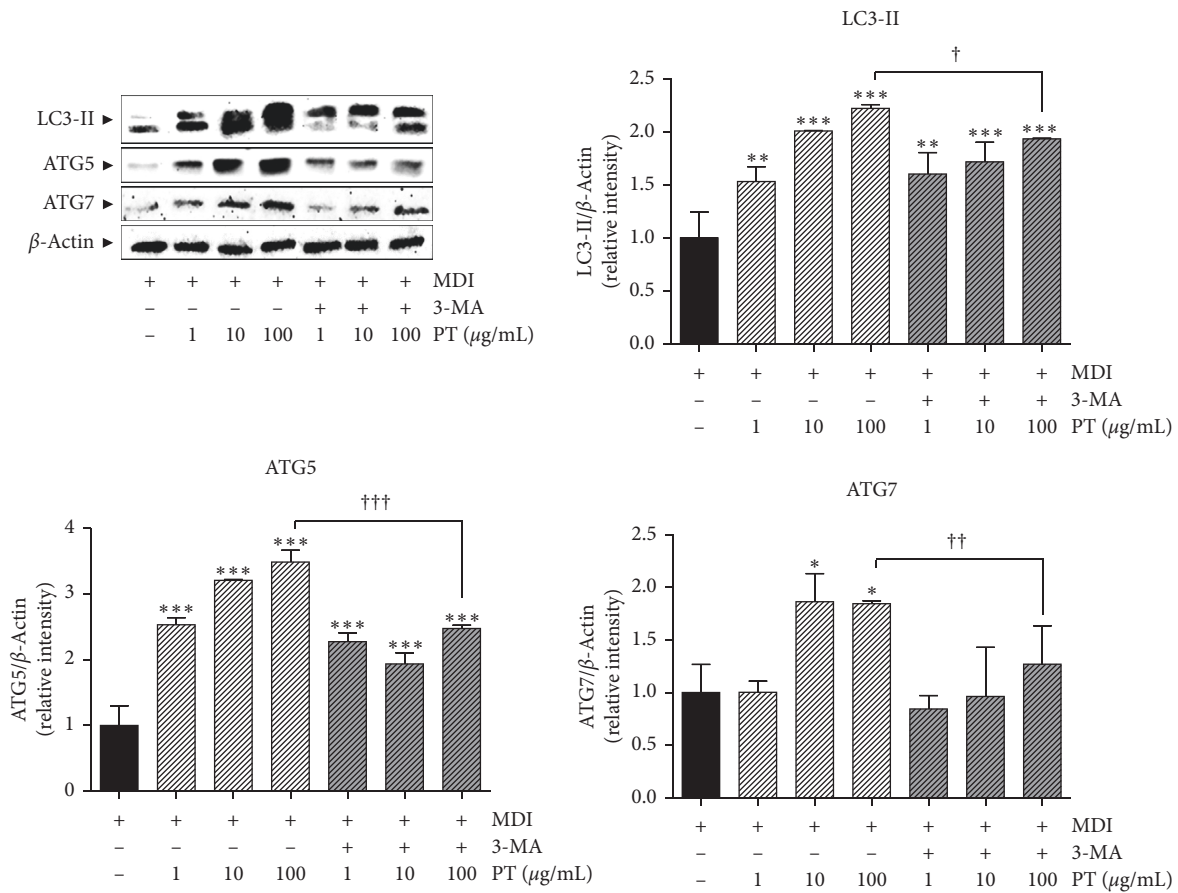 LC3-II ►
ATG5 ►
ATG7 ►
β-Actin ►
+ + + + + + + MDI
– – – – + + + 3-MA
– 1 10 100 1 10 100 PT (μg/mL)
LC3-II
†
2.5
2.0
1.5
1.0
0.5
0.0
LC3-II/β-Actin
(relative intensity)
** *** *** ** *** ***
+ + + + + + + MDI
– – – – + + + 3-MA
– 1 10 100 1 10 100 PT (μg/mL)
ATG5
†††
4
3
2
1
0
ATG5/β-Actin
(relative intensity)
*** *** *** *** *** ***
+ + + + + + + MDI
– – – – + + + 3-MA
– 1 10 100 1 10 100 PT (μg/mL)
ATG7
††
2.5
2.0
1.5
1.0
0.5
0.0
ATG7/β-Actin
(relative intensity)
* *
+ + + + + + + MDI
– – – – + + + 3-MA
– 1 10 100 1 10 100 PT (μg/mL)